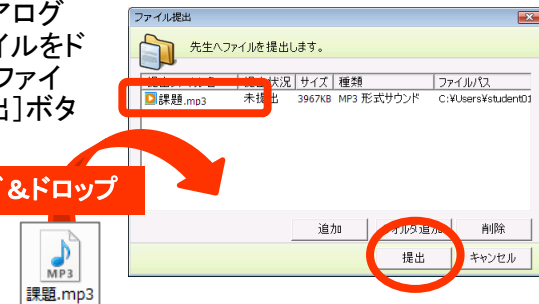 アログ
イルをド
ファイ
出]ボタ
ファイル提出
先生へファイルを提出します。
サイズ 種類 ファイルパス
課題.mp3 未提出 3967KB MP3 形式サウンド C:¥Users¥student01
&ドロップ
追加 削除
提出 キャンセル
MP3
課題.mp3